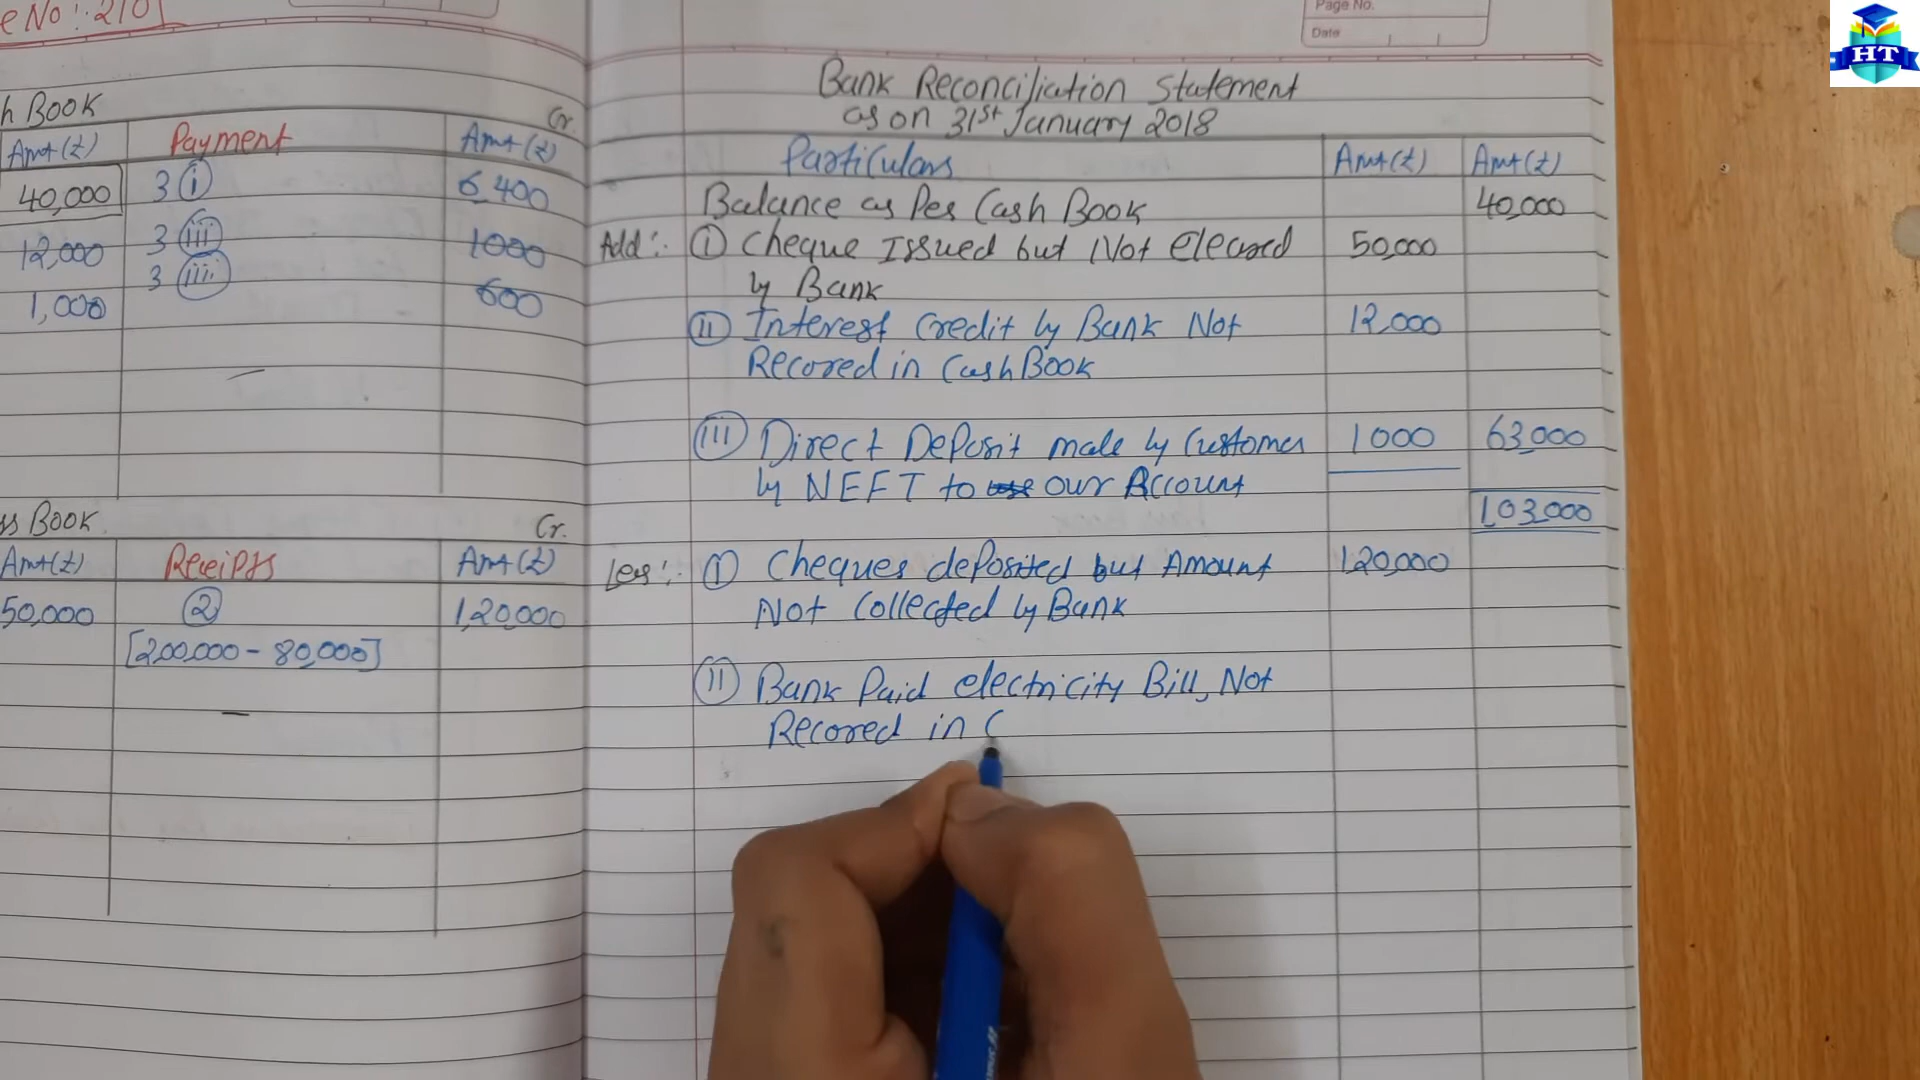 e No:- 210
h Book
Cr.
Amt(₹) Payment Amt(₹)
40,000 3 (i) 6,400
12,000 3 (iii) 1000
3 (iiii)
1,000 600
ss Book
Cr.
Amt(₹) Receipts Amt(₹)
50,000 (2) 1,20,000
[2,00,000 - 80,000]
Page No.
Date
Bank Reconciliation Statement
as on 31st January 2018
Particulars Amt(₹) Amt(₹)
Balance as Per Cash Book 40,000
Add:- (i) Cheque Issued but Not Cleared 50,000
by Bank
(ii) Interest Credit by Bank Not 12,000
Recored in Cash Book
(iii) Direct Deposit made by Customer 1000 63,000
by NEFT to our Account
1,03,000
Less:- (i) Cheques deposited but Amount 1,20,000
Not Collected by Bank
(ii) Bank Paid electricity Bill, Not
Recored in C
HT